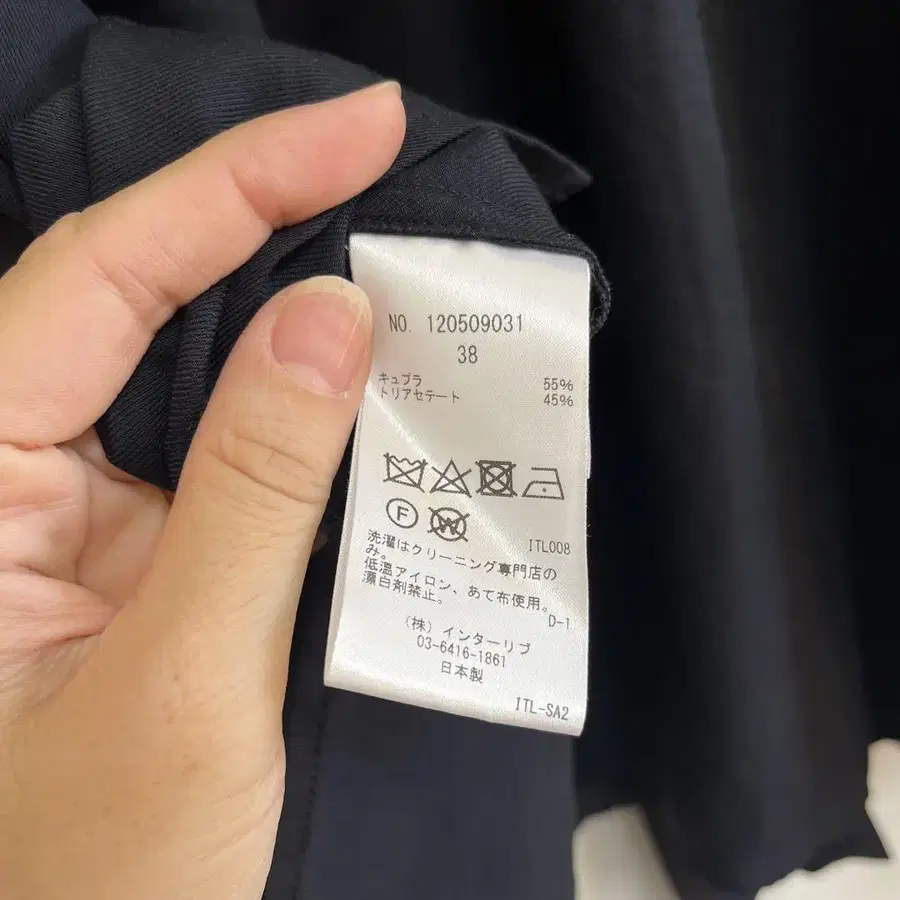 NO. 120509031
38
キュプラ 55%
トリアセテート 45%
F W
ITL008
洗濯はクリーニング専門店の
み。
低温アイロン、あて布使用。
漂白剤禁止。
D-1
(株) インターリブ
03-6416-1861
日本製
ITL-SA2